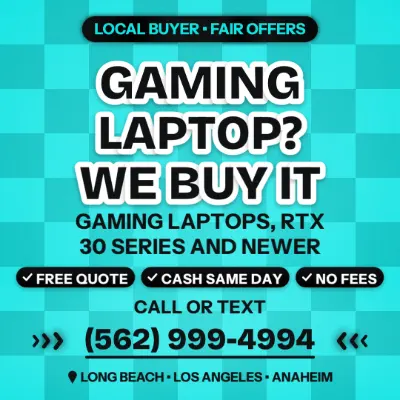 LOCAL BUYER • FAIR OFFERS
GAMING
LAPTOP?
WE BUY IT
GAMING LAPTOPS, RTX
30 SERIES AND NEWER
✓ FREE QUOTE ✓ CASH SAME DAY ✓ NO FEES
CALL OR TEXT
››› (562) 999-4994 ‹‹‹
LONG BEACH • LOS ANGELES • ANAHEIM